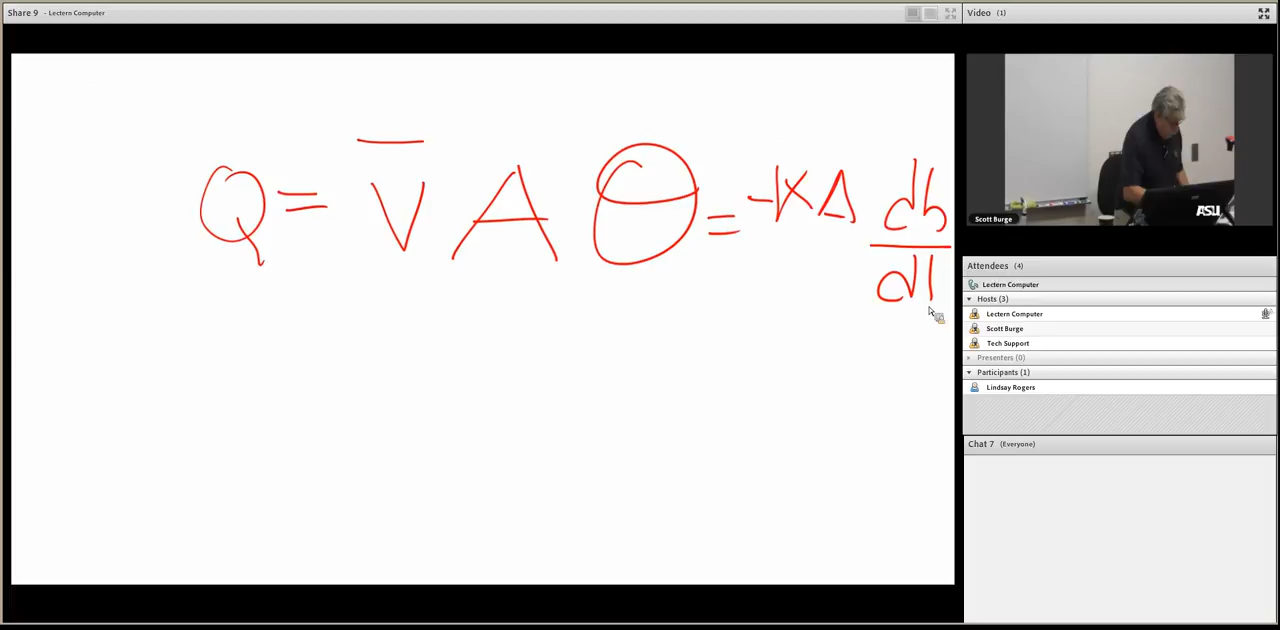 Share 9 - Lectern Computer
Video (1)
Q = V̅ A θ = -KA dh/dl
ASU
Scott Burge
Attendees (4)
Lectern Computer
Hosts (3)
Lectern Computer
Scott Burge
Tech Support
Presenters (0)
Participants (1)
Lindsay Rogers
Chat 7 (Everyone)